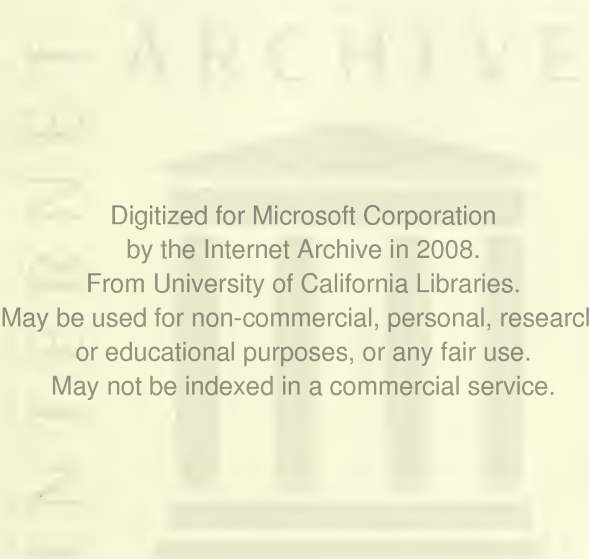 ARCHIVE
INTERNET
Digitized for Microsoft Corporation
by the Internet Archive in 2008.
From University of California Libraries.
May be used for non-commercial, personal, research
or educational purposes, or any fair use.
May not be indexed in a commercial service.